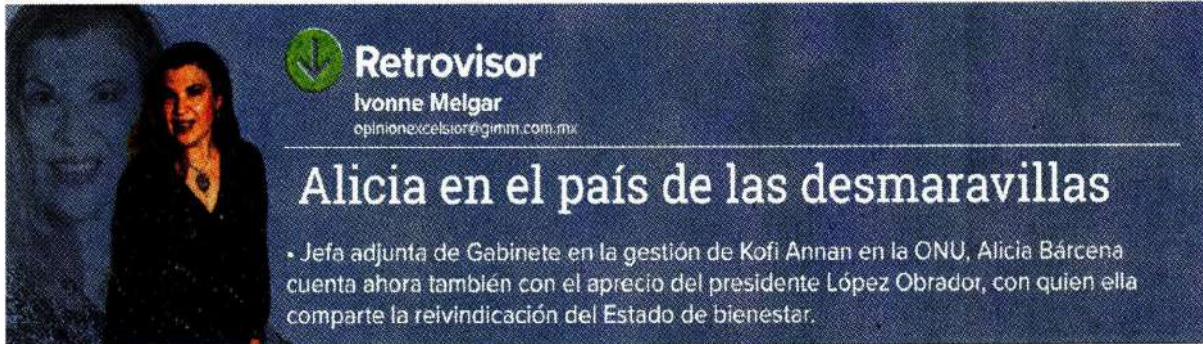 Retrovisor
Ivonne Melgar
opinionexcelsior@gimm.com.mx
Alicia en el país de las desmaravillas
• Jefa adjunta de Gabinete en la gestión de Kofi Annan en la ONU, Alicia Bárcena
cuenta ahora también con el aprecio del presidente López Obrador, con quien ella
comparte la reivindicación del Estado de bienestar.